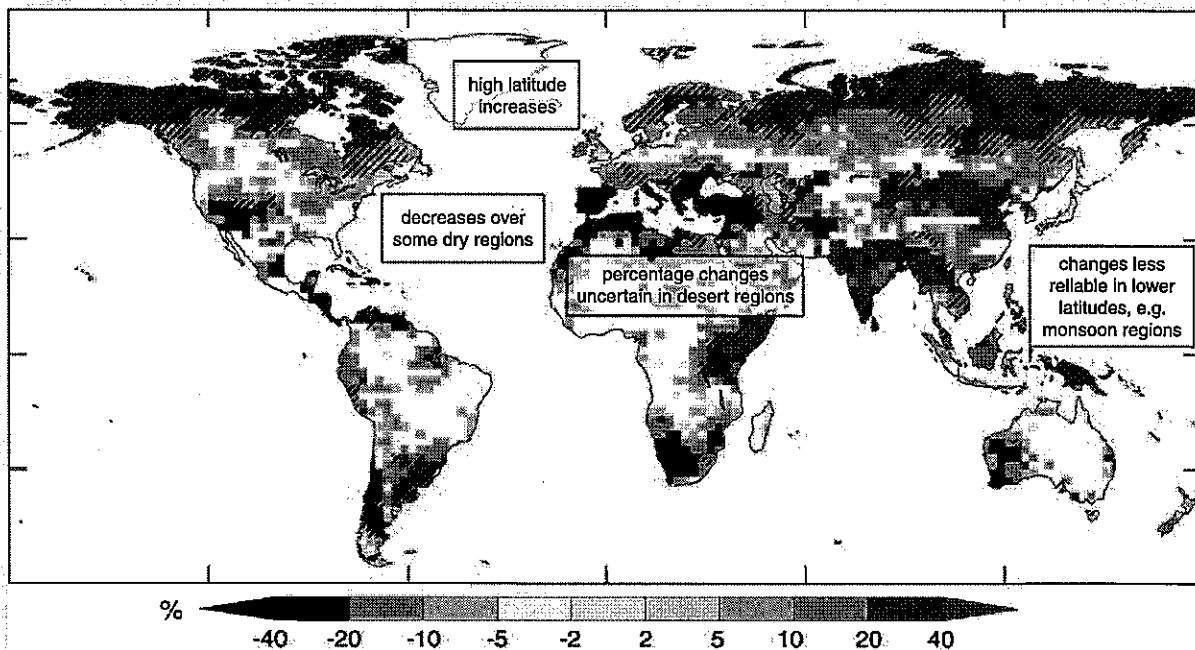 high latitude
increases
decreases over
some dry regions
percentage changes
uncertain in desert regions
changes less
reliable in lower
latitudes, e.g.
monsoon regions
%
-40 -20 -10 -5 -2 2 5 10 20 40